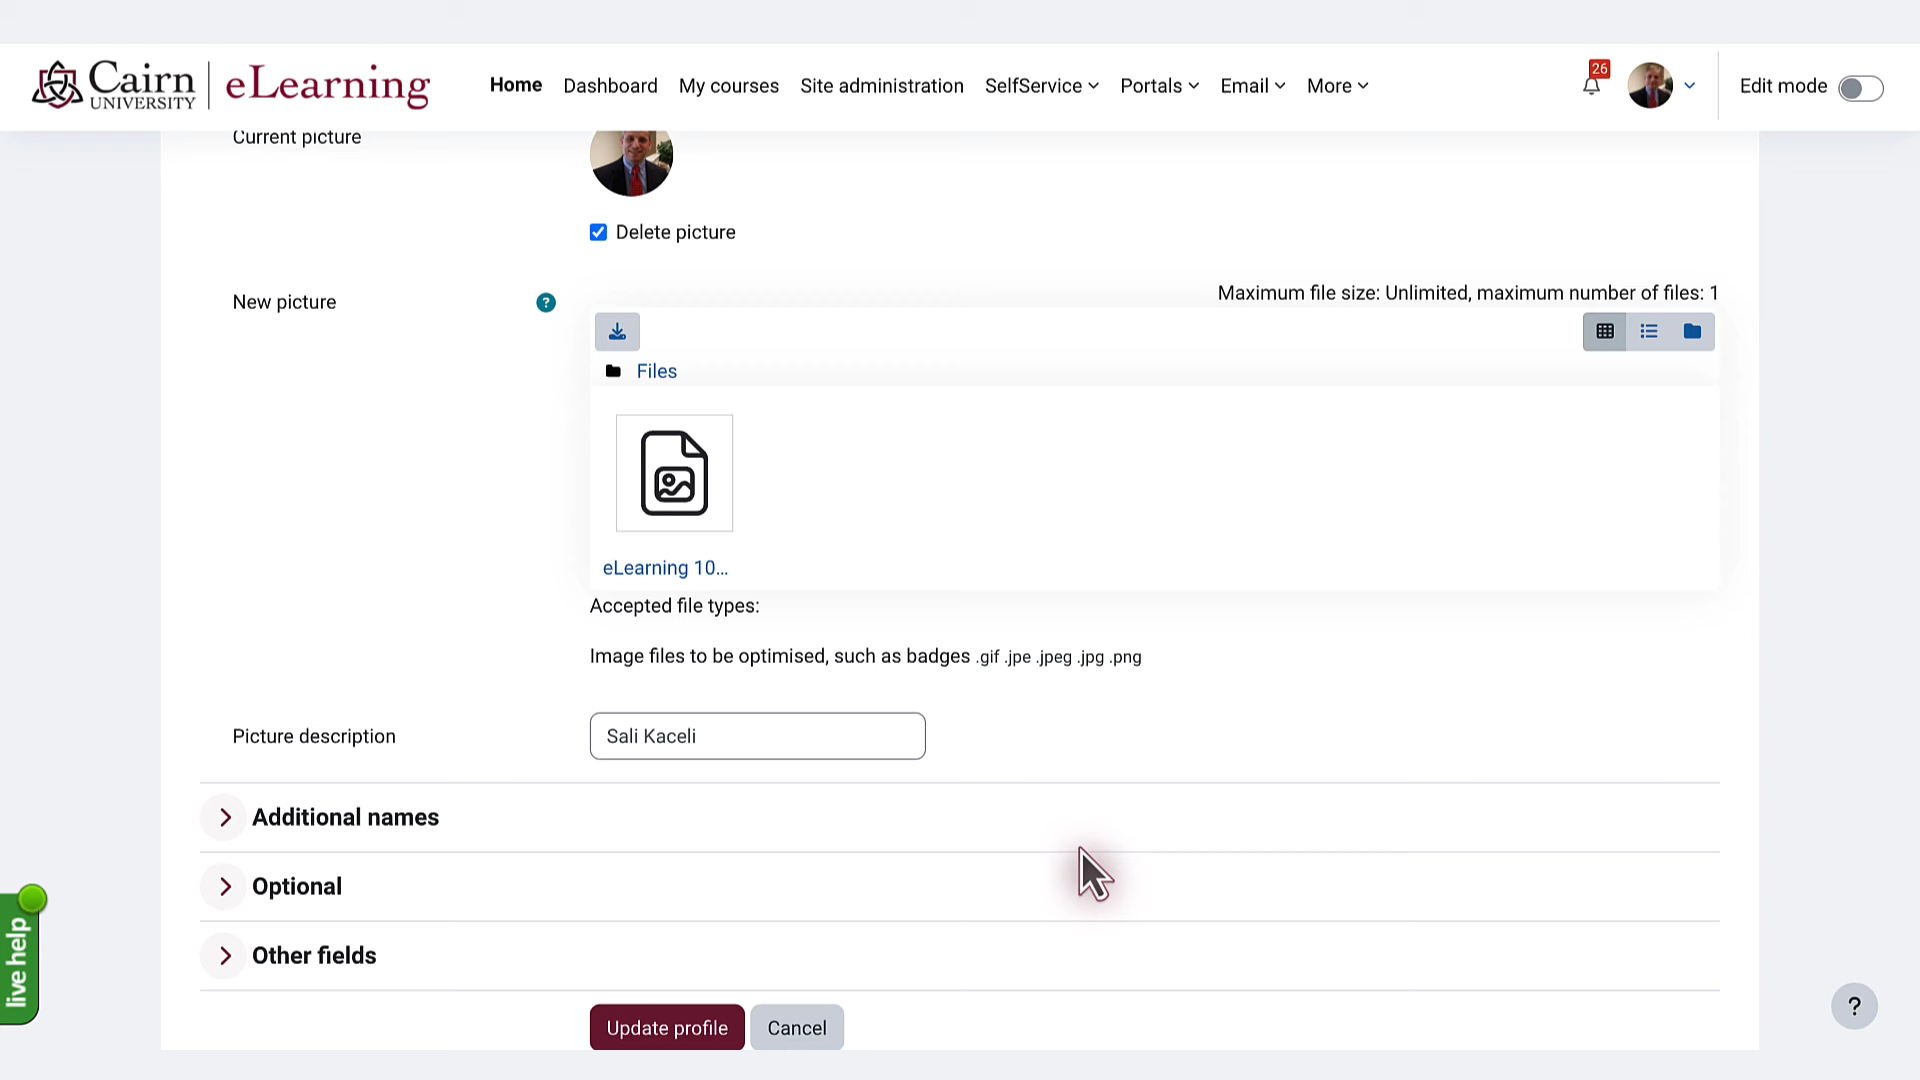 Cairn UNIVERSITY eLearning Home Dashboard My courses Site administration SelfService Portals Email More 26 Edit mode
Current picture
Delete picture
New picture ? Maximum file size: Unlimited, maximum number of files: 1
Files
eLearning 10...
Accepted file types:
Image files to be optimised, such as badges .gif .jpe .jpeg .jpg .png
Picture description Sali Kaceli
Additional names
Optional
Other fields
live help
?
Update profile Cancel